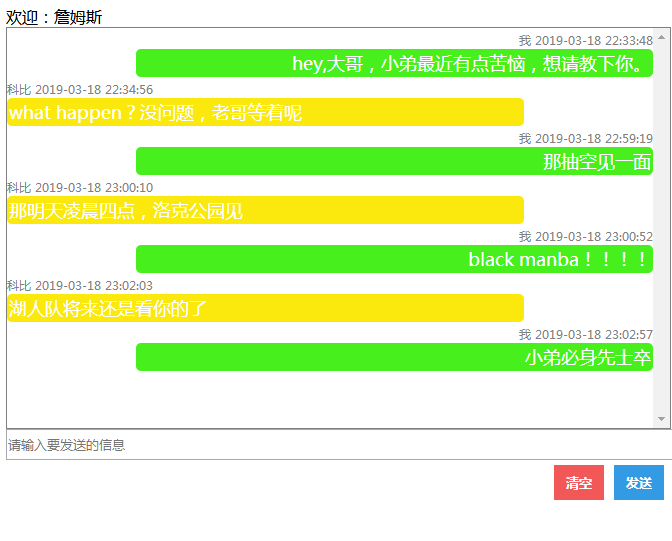 欢迎：詹姆斯
我 2019-03-18 22:33:48
hey,大哥，小弟最近有点苦恼，想请教下你。
科比 2019-03-18 22:34:56
what happen？没问题，老哥等着呢
我 2019-03-18 22:59:19
那抽空见一面
科比 2019-03-18 23:00:10
那明天凌晨四点，洛克公园见
我 2019-03-18 23:00:52
black manba！！！！
科比 2019-03-18 23:02:03
湖人队将来还是看你的了
我 2019-03-18 23:02:57
小弟必身先士卒
请输入要发送的信息
清空 发送